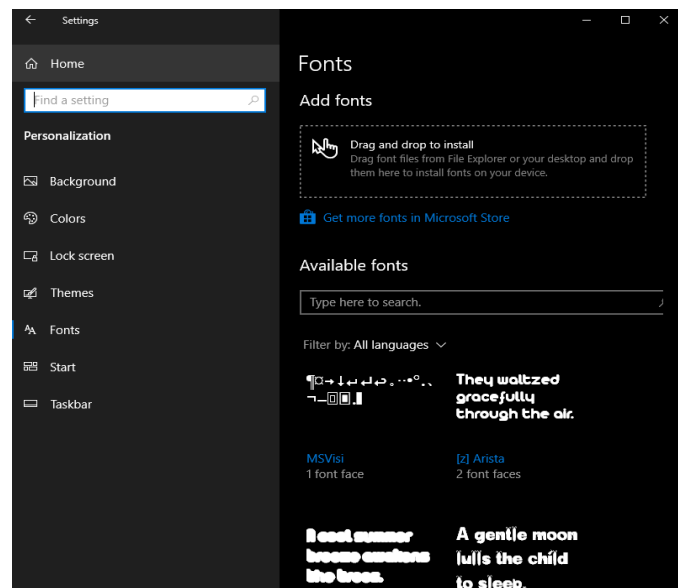 Settings
Home
Find a setting
Personalization
Background
Colors
Lock screen
Themes
Fonts
Start
Taskbar
Fonts
Add fonts
Drag and drop to install
Drag font files from File Explorer or your desktop and drop
them here to install fonts on your device.
Get more fonts in Microsoft Store
Available fonts
Type here to search.
Filter by: All languages
They waltzed
gracefully
through the air.
MSVisi
1 font face
[z] Arista
2 font faces
A cool summer
breeze awakens
the trees.
A gentle moon
lulls the child
to sleep.